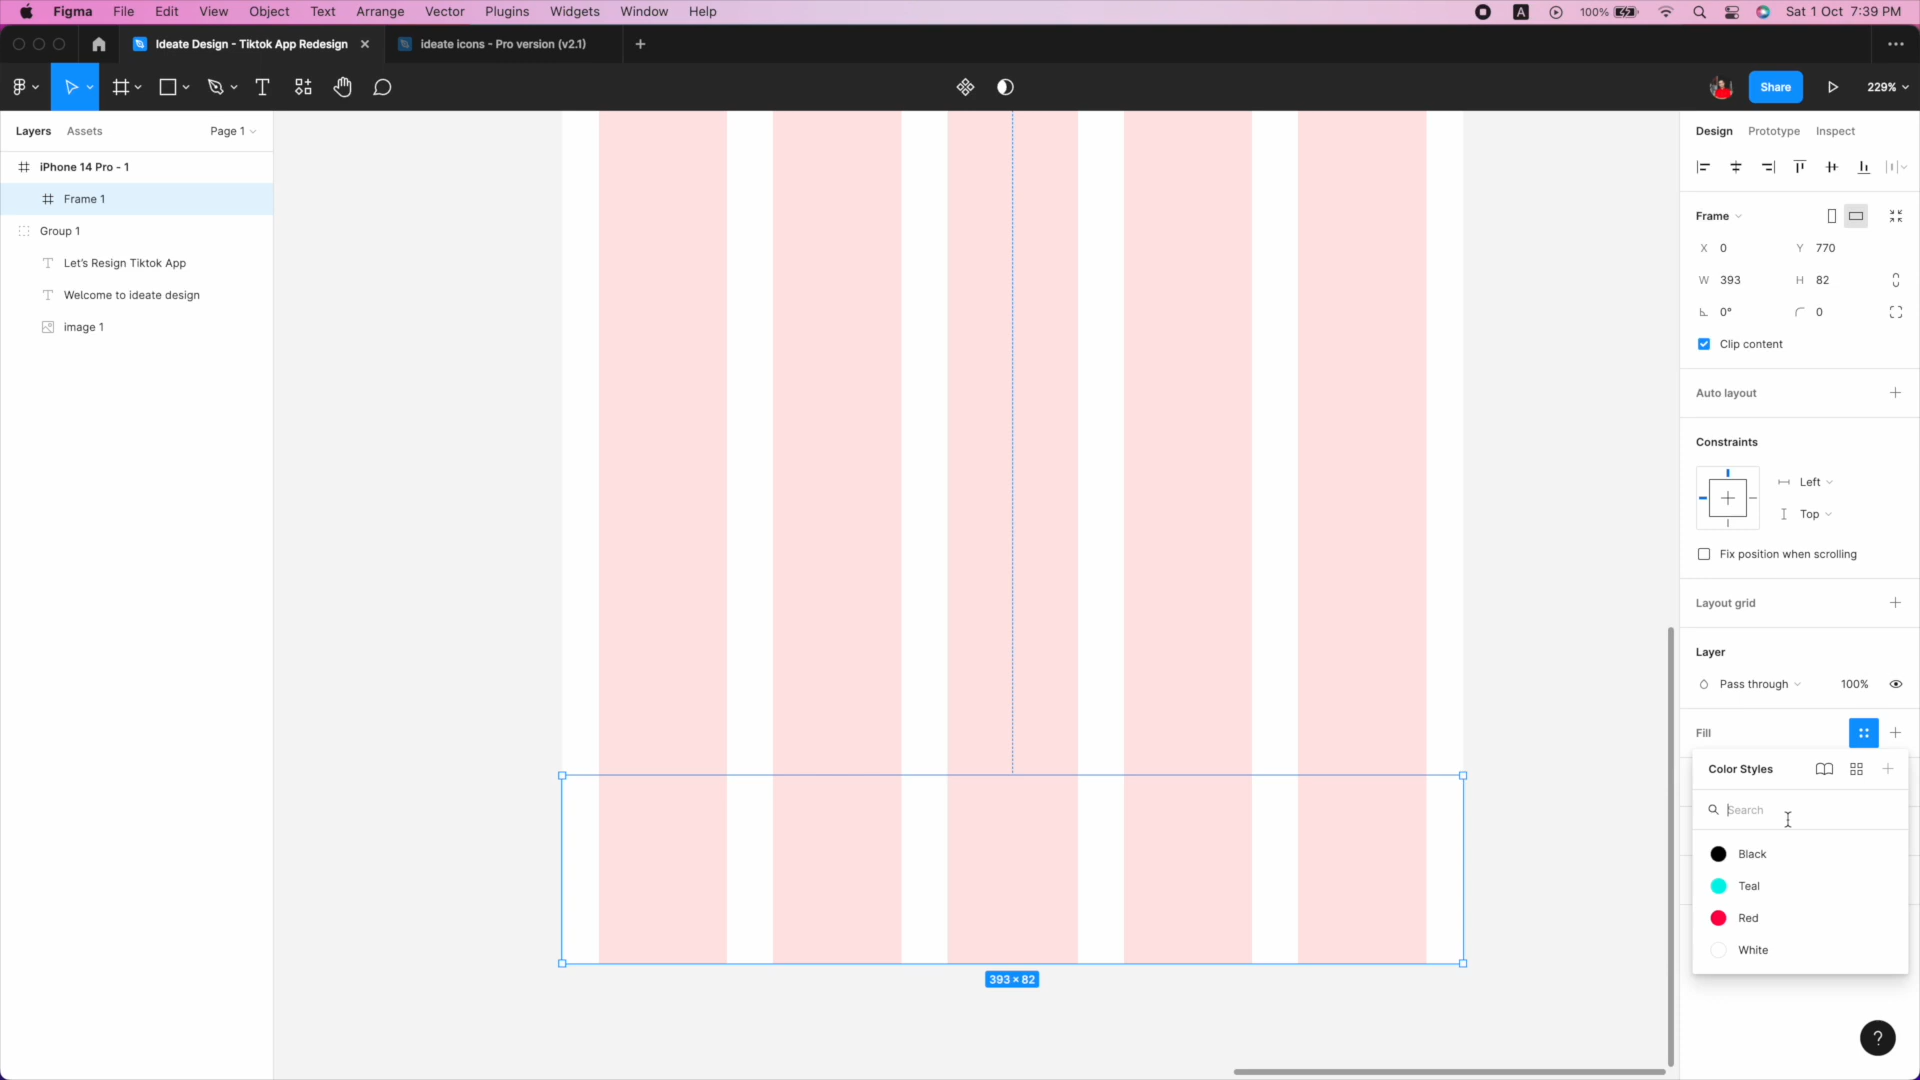 Figma File Edit View Object Text Arrange Vector Plugins Widgets Window Help
A 100% Sat 1 Oct 7:39 PM
Ideate Design - Tiktok App Redesign
ideate icons - Pro version (v2.1)
Share
229%
Layers Assets Page 1
iPhone 14 Pro - 1
Frame 1
Group 1
Let's Resign Tiktok App
Welcome to ideate design
image 1
393 × 82
Design Prototype Inspect
Frame
X 0 Y 770
W 393 H 82
0° 0
Clip content
Auto layout
Constraints
Left
Top
Fix position when scrolling
Layout grid
Layer
Pass through 100%
Fill
Color Styles
Search
Black
Teal
Red
White
?